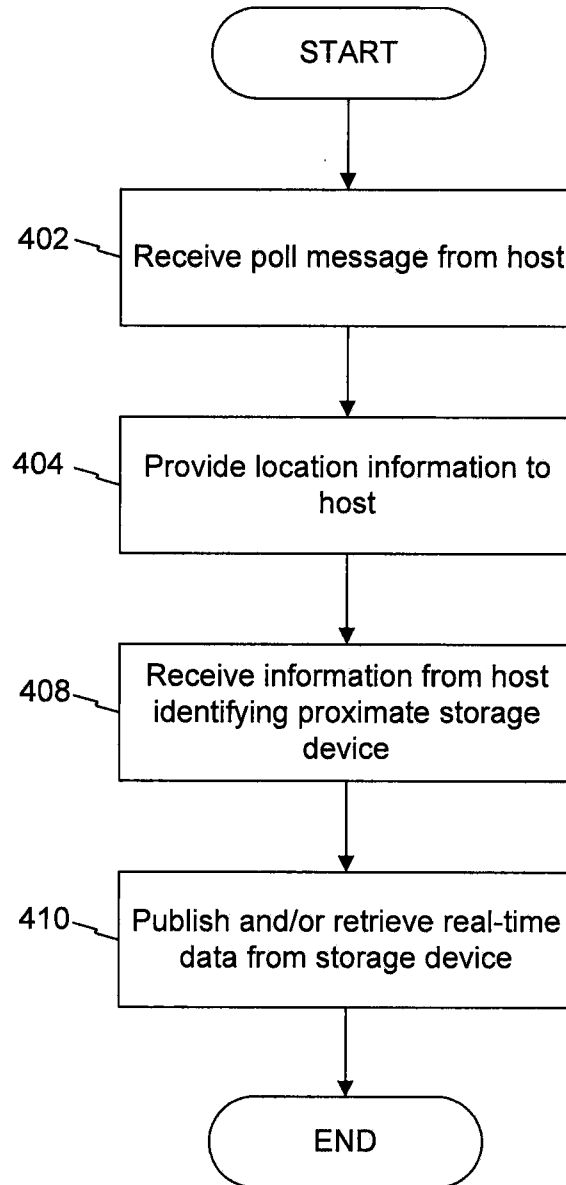 START
402
Receive poll message from host
404
Provide location information to
host
408
Receive information from host
identifying proximate storage
device
410
Publish and/or retrieve real-time
data from storage device
END